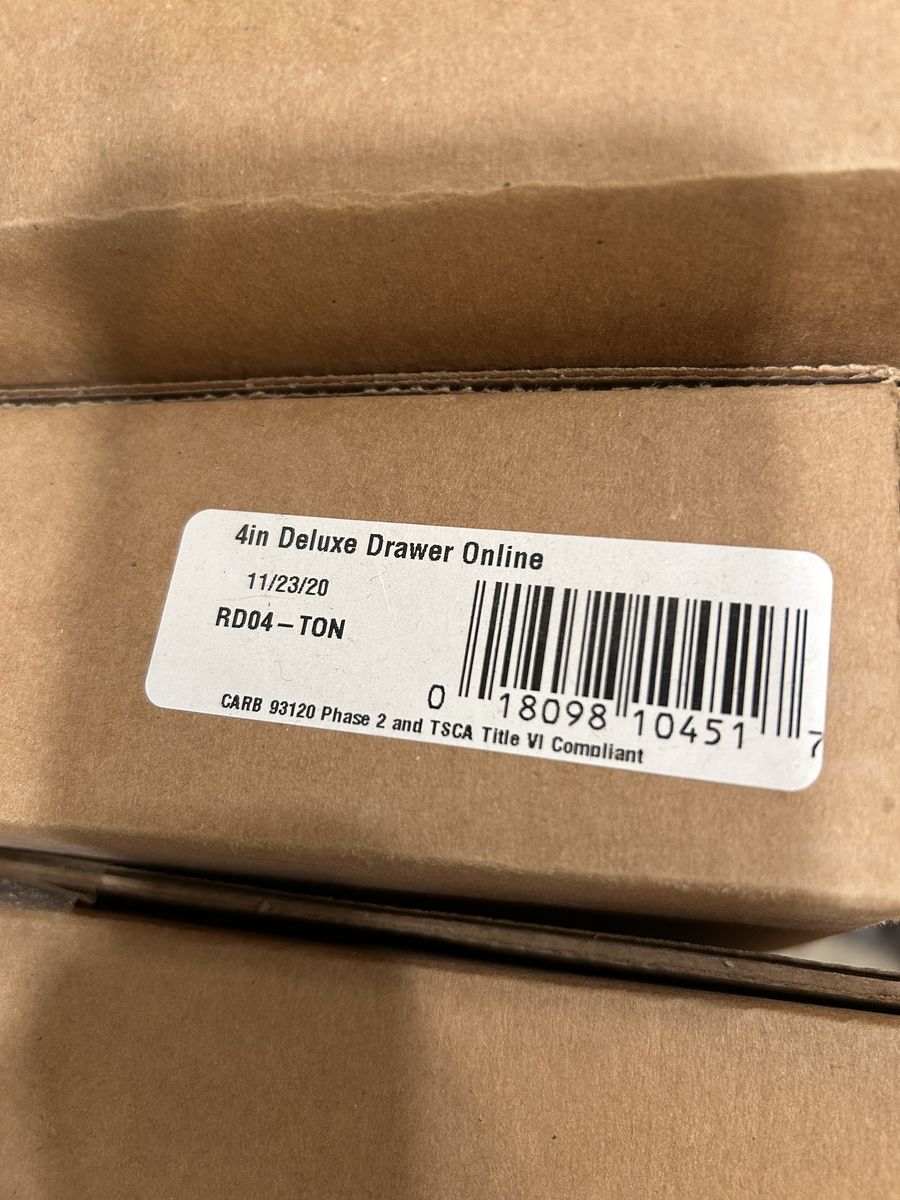 4in Deluxe Drawer Online
11/23/20
RD04-TON
0 18098 10451 7
CARB 93120 Phase 2 and TSCA Title VI Compliant